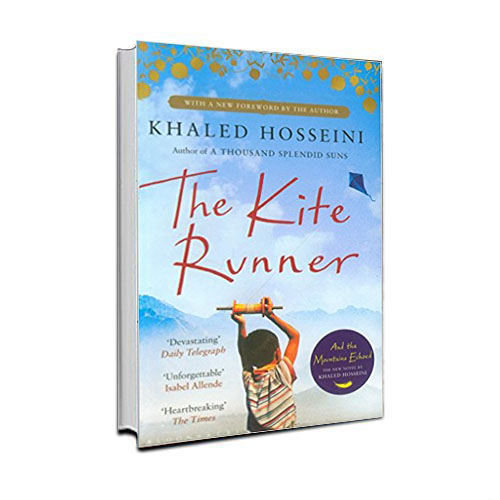 WITH A NEW FOREWORD BY THE AUTHOR
KHALED HOSSEINI
Author of A THOUSAND SPLENDID SUNS
The Kite
Runner
‘Devastating’
Daily Telegraph
‘Unforgettable’
Isabel Allende
‘Heartbreaking’
The Times
And the
Mountains Echoed
THE NEW NOVEL BY
KHALED HOSSEINI